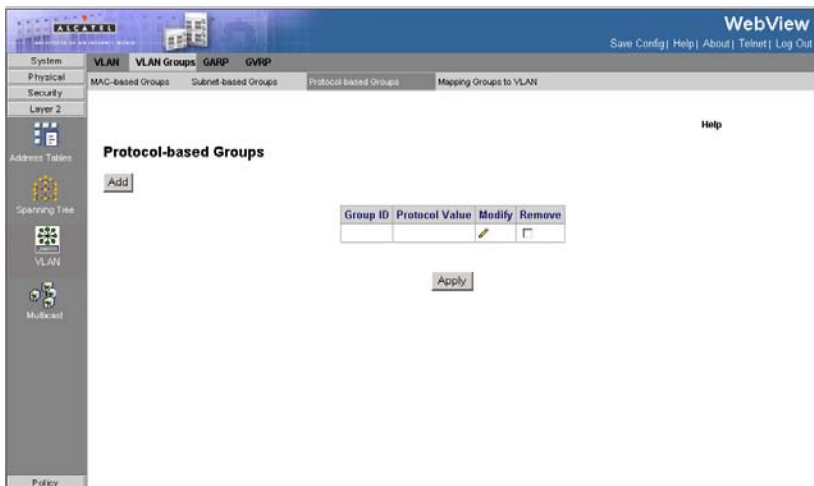 ALCATEL
WebView
Save Config| Help| About| Telnet| Log Out
System
Physical
Security
Layer 2
Address Tables
Spanning Tree
VLAN
Multicast
Policy
VLAN VLAN Groups GARP GVRP
MAC-based Groups Subnet-based Groups Protocol-based Groups Mapping Groups to VLAN
Help
Protocol-based Groups
Add
Group ID Protocol Value Modify Remove
Apply